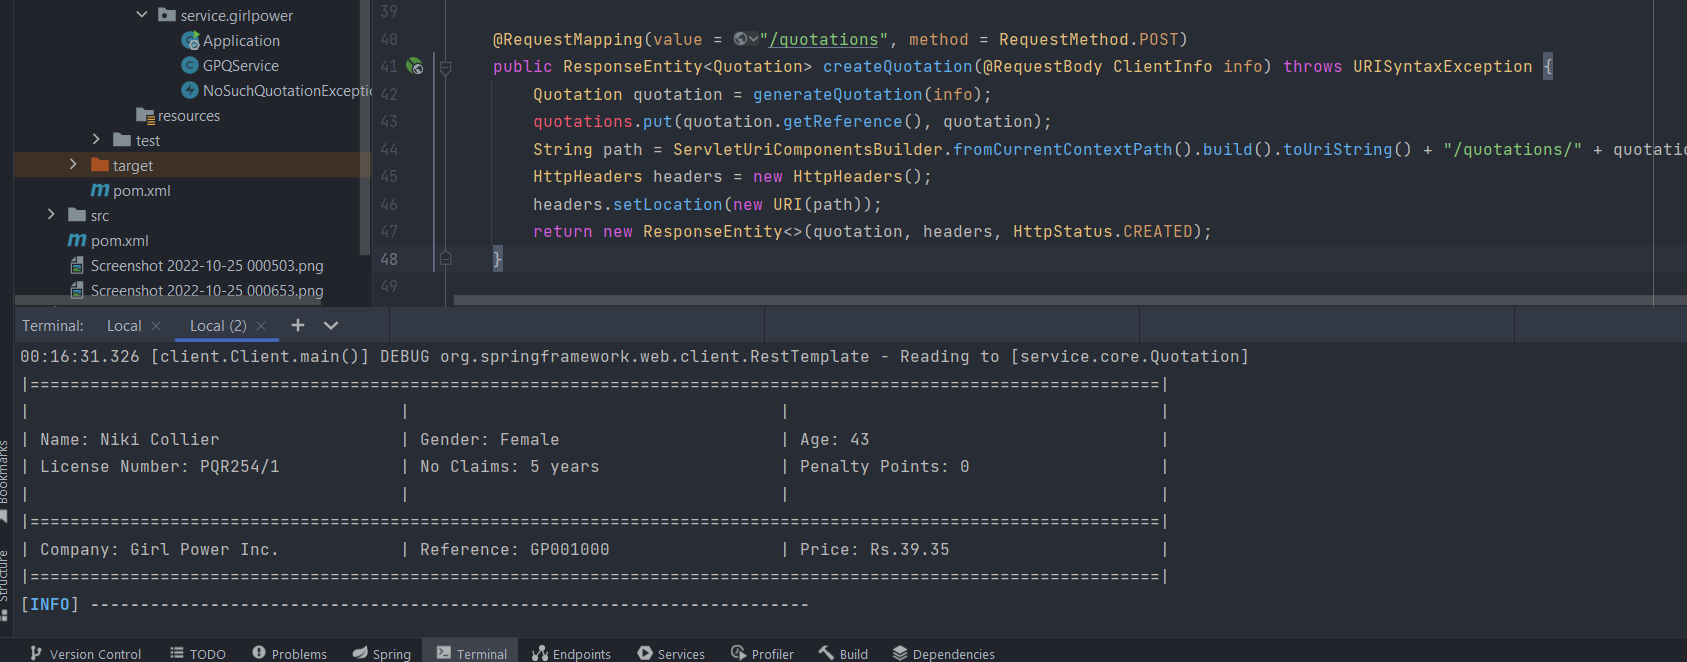 service.girlpower
Application
GPQService
NoSuchQuotationExceptio
resources
test
target
pom.xml
src
pom.xml
Screenshot 2022-10-25 000503.png
Screenshot 2022-10-25 000653.png
39
40 @RequestMapping(value = "/quotations", method = RequestMethod.POST)
41 public ResponseEntity<Quotation> createQuotation(@RequestBody ClientInfo info) throws URISyntaxException {
42 Quotation quotation = generateQuotation(info);
43 quotations.put(quotation.getReference(), quotation);
44 String path = ServletUriComponentsBuilder.fromCurrentContextPath().build().toUriString() + "/quotations/" + quotatio
45 HttpHeaders headers = new HttpHeaders();
46 headers.setLocation(new URI(path));
47 return new ResponseEntity<>(quotation, headers, HttpStatus.CREATED);
48 }
49
Terminal: Local Local (2)
00:16:31.326 [client.Client.main()] DEBUG org.springframework.web.client.RestTemplate - Reading to [service.core.Quotation]
|=================================================================================================================|
| | | |
| Name: Niki Collier | Gender: Female | Age: 43 |
| License Number: PQR254/1 | No Claims: 5 years | Penalty Points: 0 |
| | | |
|=================================================================================================================|
| Company: Girl Power Inc. | Reference: GP001000 | Price: Rs.39.35 |
|=================================================================================================================|
[INFO] ------------------------------------------------------------------------
Bookmarks
Structure
Version Control TODO Problems Spring Terminal Endpoints Services Profiler Build Dependencies